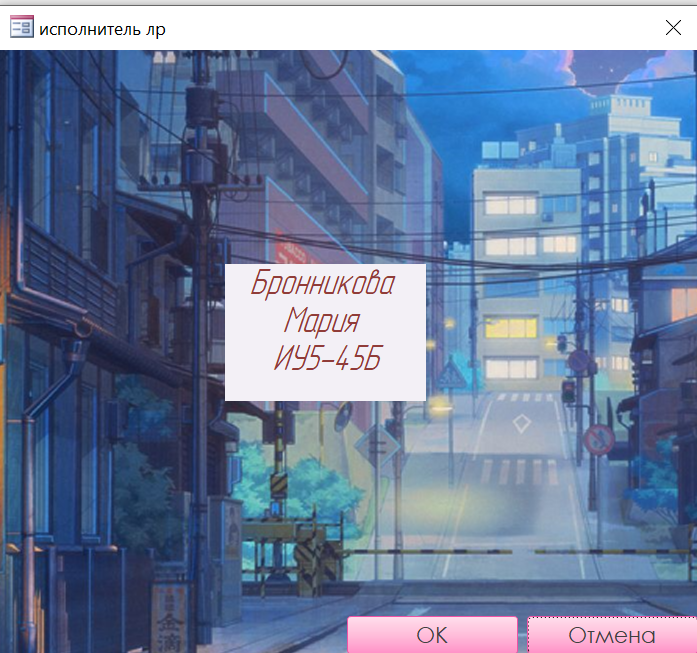 исполнитель лр
Бронникова
Мария
ИУ5-45Б
OK
Отмена